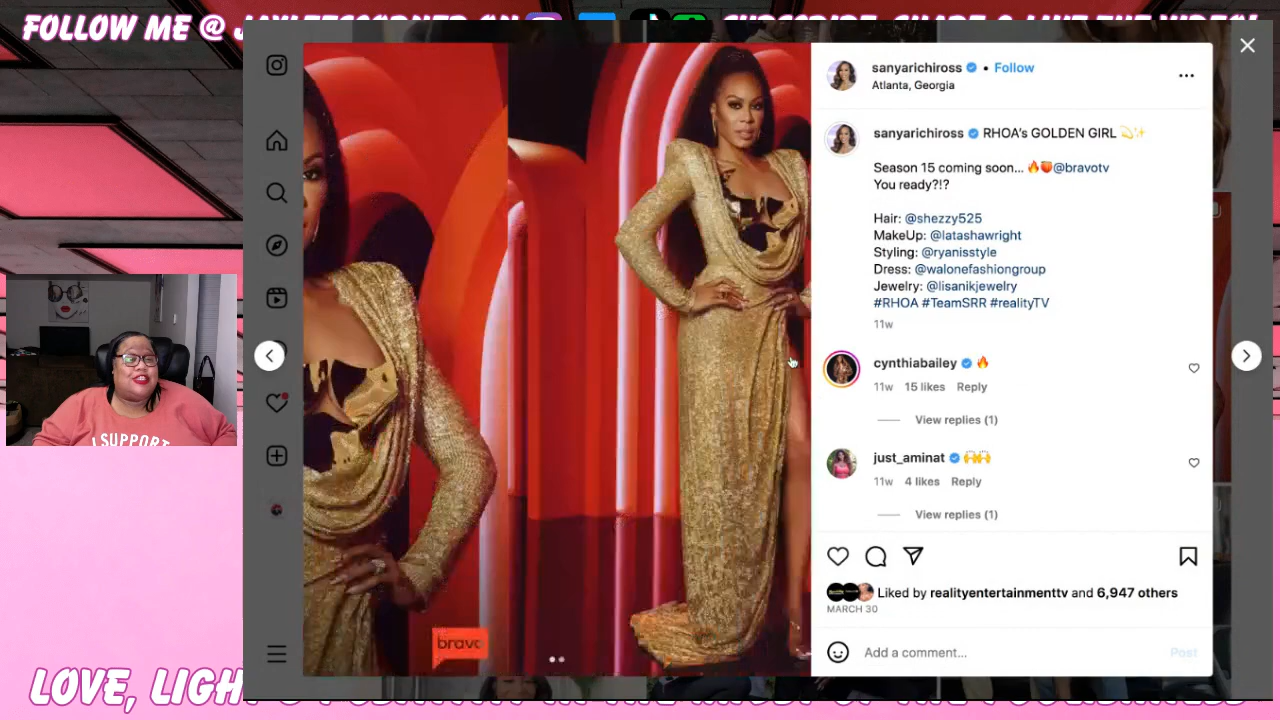 FOLLOW ME @ J
sanyarichiross • Follow
Atlanta, Georgia
sanyarichiross RHOA's GOLDEN GIRL 💫✨
Season 15 coming soon... 🔥🍑@bravotv
You ready?!?
Hair: @shezzy525
MakeUp: @latashawright
Styling: @ryanisstyle
Dress: @walonefashiongroup
Jewelry: @lisanikjewelry
#RHOA #TeamSRR #realityTV
11w
cynthiabailey 🔥
11w 15 likes Reply
View replies (1)
just_aminat 🙌🙌
11w 4 likes Reply
View replies (1)
Liked by realityentertainmenttv and 6,947 others
MARCH 30
Add a comment...
Post
bravo
I SUPPORT
LOVE, LIGH